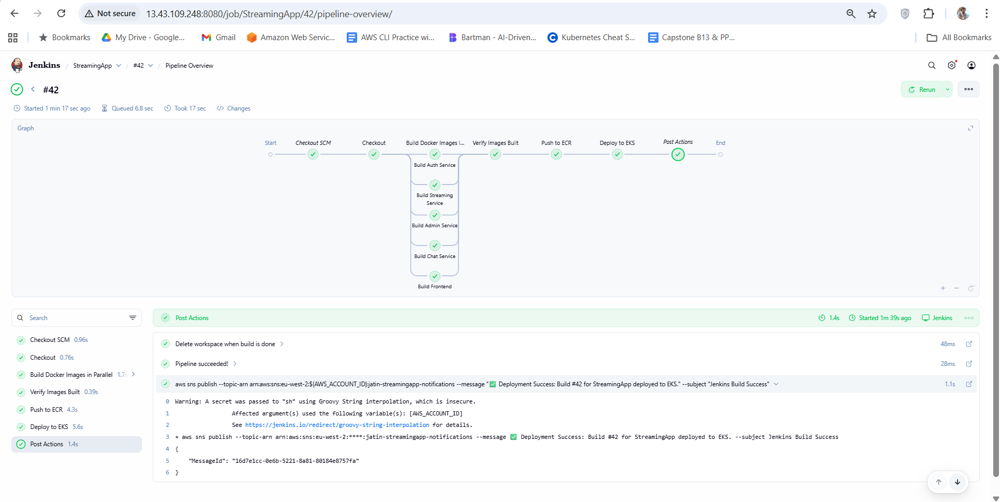 Not secure 13.43.109.248:8080/job/StreamingApp/42/pipeline-overview/
Bookmarks My Drive - Google... Gmail Amazon Web Servic... AWS CLI Practice wi... Bartman - AI-Driven... Kubernetes Cheat S... Capstone B13 & PP... All Bookmarks
Jenkins / StreamingApp / #42 / Pipeline Overview
#42
Rerun
Started 1 min 17 sec ago Queued 6.8 sec Took 17 sec Changes
Graph
Start Checkout SCM Checkout Build Docker Images i... Verify Images Built Push to ECR Deploy to EKS Post Actions End
Build Auth Service
Build Streaming
Service
Build Admin Service
Build Chat Service
Build Frontend
Search
Checkout SCM 0.96s
Checkout 0.76s
Build Docker Images in Parallel 1.7s
Verify Images Built 0.39s
Push to ECR 4.3s
Deploy to EKS 5.6s
Post Actions 1.4s
Post Actions 1.4s Started 1m 39s ago Jenkins
Delete workspace when build is done 48ms
Pipeline succeeded! 28ms
aws sns publish --topic-arn arn:aws:sns:eu-west-2:${AWS_ACCOUNT_ID}:jatin-streamingapp-notifications --message "✅ Deployment Success: Build #42 for StreamingApp deployed to EKS." --subject "Jenkins Build Success" 1.1s
0 Warning: A secret was passed to "sh" using Groovy String interpolation, which is insecure.
1 Affected argument(s) used the following variable(s): [AWS_ACCOUNT_ID]
2 See https://jenkins.io/redirect/groovy-string-interpolation for details.
3 + aws sns publish --topic-arn arn:aws:sns:eu-west-2:****:jatin-streamingapp-notifications --message ✅ Deployment Success: Build #42 for StreamingApp deployed to EKS. --subject Jenkins Build Success
4 {
5 "MessageId": "16d7e1cc-0e6b-5221-8a81-80184e8757fa"
6 }